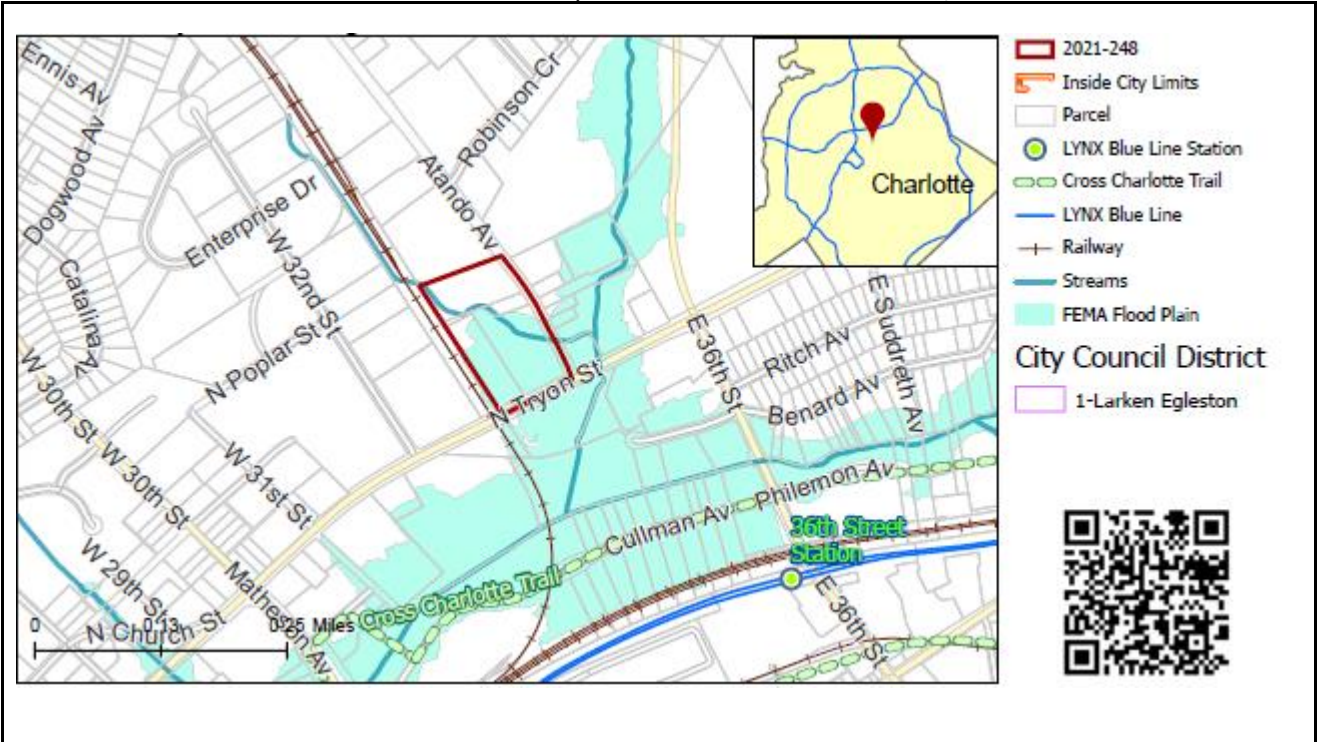 Ennis Av
Dogwood Av
Catalina Av
Enterprise Dr
W 32nd St
N Poplar St
W 30th St
W 30th St
W 31st St
W 29th St
N Church St
Matheson Av
Atando Av
Robinson Cr
N Tryon St
E 36th St
Ritch Av
Benard Av
E Suddreth Av
Philemon Av
Cullman Av
Cross Charlotte Trail
36th Street
Station
E 36th St
0 0.13 0.25 Miles
Charlotte
2021-248
Inside City Limits
Parcel
LYNX Blue Line Station
Cross Charlotte Trail
LYNX Blue Line
Railway
Streams
FEMA Flood Plain
City Council District
1-Larken Egleston